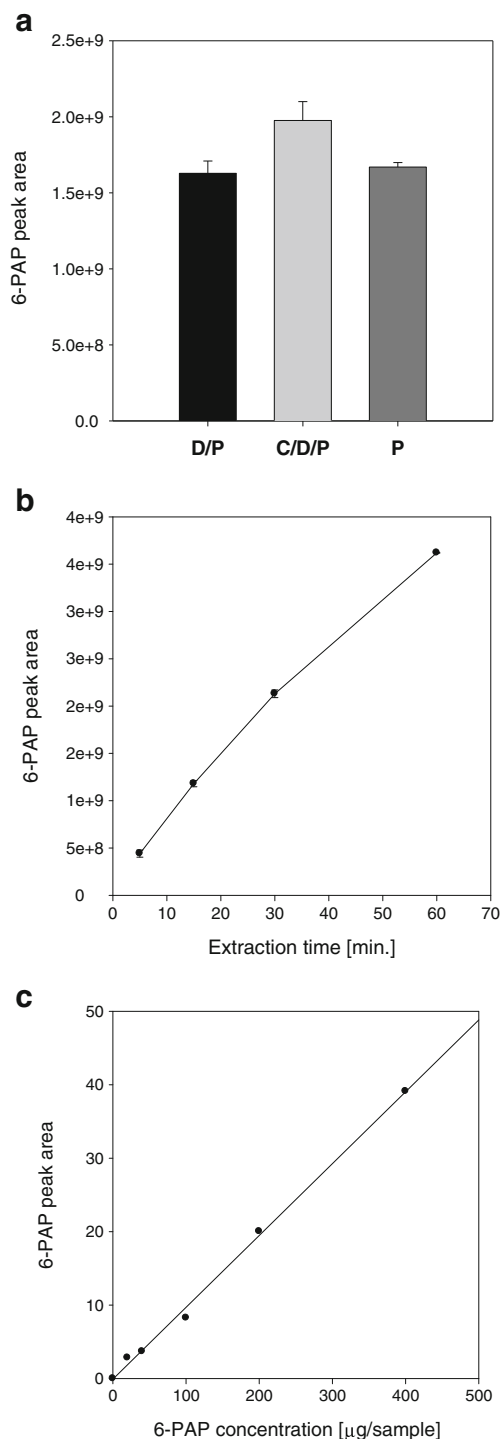 a
2.5e+9
2.0e+9
1.5e+9
1.0e+9
5.0e+8
0.0
6-PAP peak area
D/P C/D/P P
b
4e+9
4e+9
3e+9
3e+9
2e+9
2e+9
1e+9
5e+8
0
6-PAP peak area
0 10 20 30 40 50 60 70
Extraction time [min.]
c
50
40
30
20
10
0
6-PAP peak area
0 100 200 300 400 500
6-PAP concentration [µg/sample]